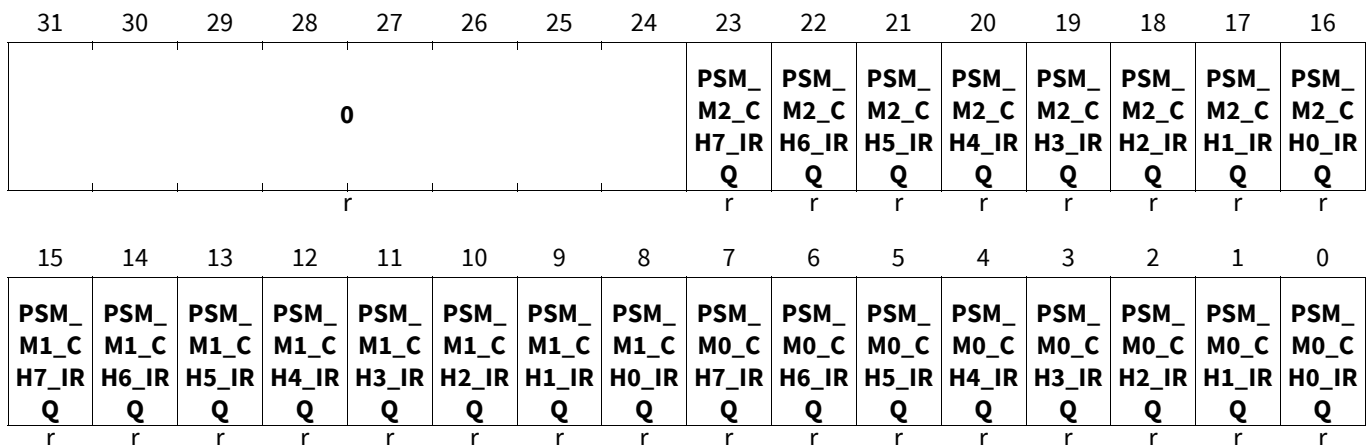 31 30 29 28 27 26 25 24 23 22 21 20 19 18 17 16
PSM_ PSM_ PSM_ PSM_ PSM_ PSM_ PSM_ PSM_
M2_C M2_C M2_C M2_C M2_C M2_C M2_C M2_C
0
H7_IR H6_IR H5_IR H4_IR H3_IR H2_IR H1_IR H0_IR
Q Q Q Q Q Q Q Q
r r r r r r r r r
15 14 13 12 11 10 9 8 7 6 5 4 3 2 1 0
PSM_ PSM_ PSM_ PSM_ PSM_ PSM_ PSM_ PSM_ PSM_ PSM_ PSM_ PSM_ PSM_ PSM_ PSM_ PSM_
M1_C M1_C M1_C M1_C M1_C M1_C M1_C M1_C M0_C M0_C M0_C M0_C M0_C M0_C M0_C M0_C
H7_IR H6_IR H5_IR H4_IR H3_IR H2_IR H1_IR H0_IR H7_IR H6_IR H5_IR H4_IR H3_IR H2_IR H1_IR H0_IR
Q Q Q Q Q Q Q Q Q Q Q Q Q Q Q Q
r r r r r r r r r r r r r r r r